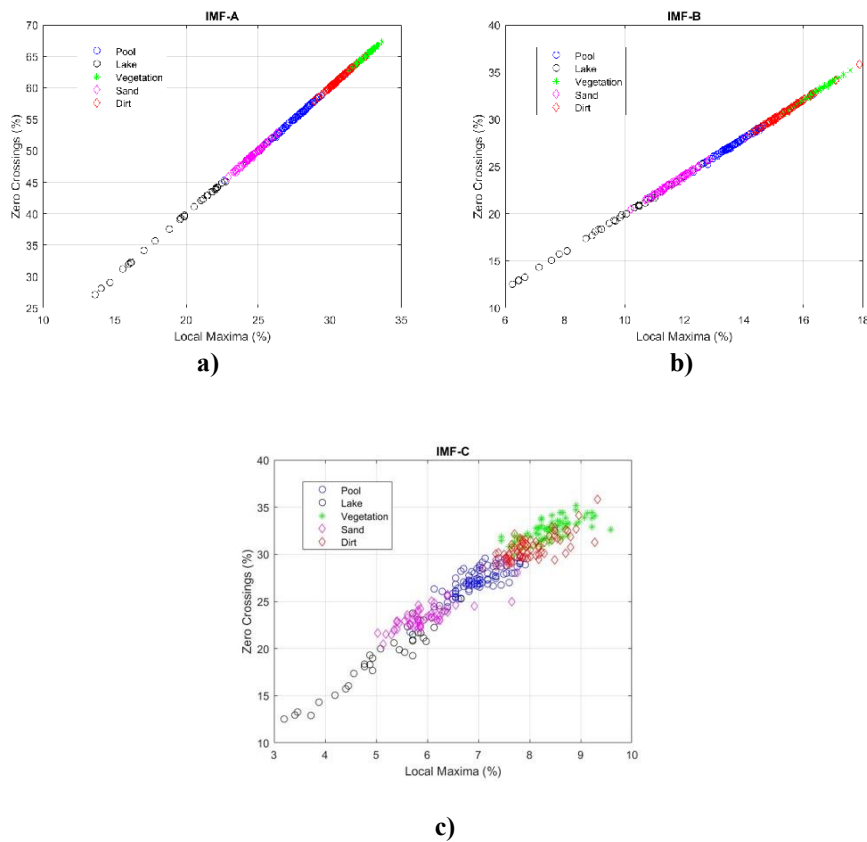 IMF-A
Zero Crossings (%)
70
65
60
55
50
45
40
35
30
25
Pool
Lake
Vegetation
Sand
Dirt
10 15 20 25 30 35
Local Maxima (%)
a)
IMF-B
Zero Crossings (%)
40
35
30
25
20
15
10
Pool
Lake
Vegetation
Sand
Dirt
6 8 10 12 14 16 18
Local Maxima (%)
b)
IMF-C
Zero Crossings (%)
40
35
30
25
20
15
10
Pool
Lake
Vegetation
Sand
Dirt
3 4 5 6 7 8 9 10
Local Maxima (%)
c)